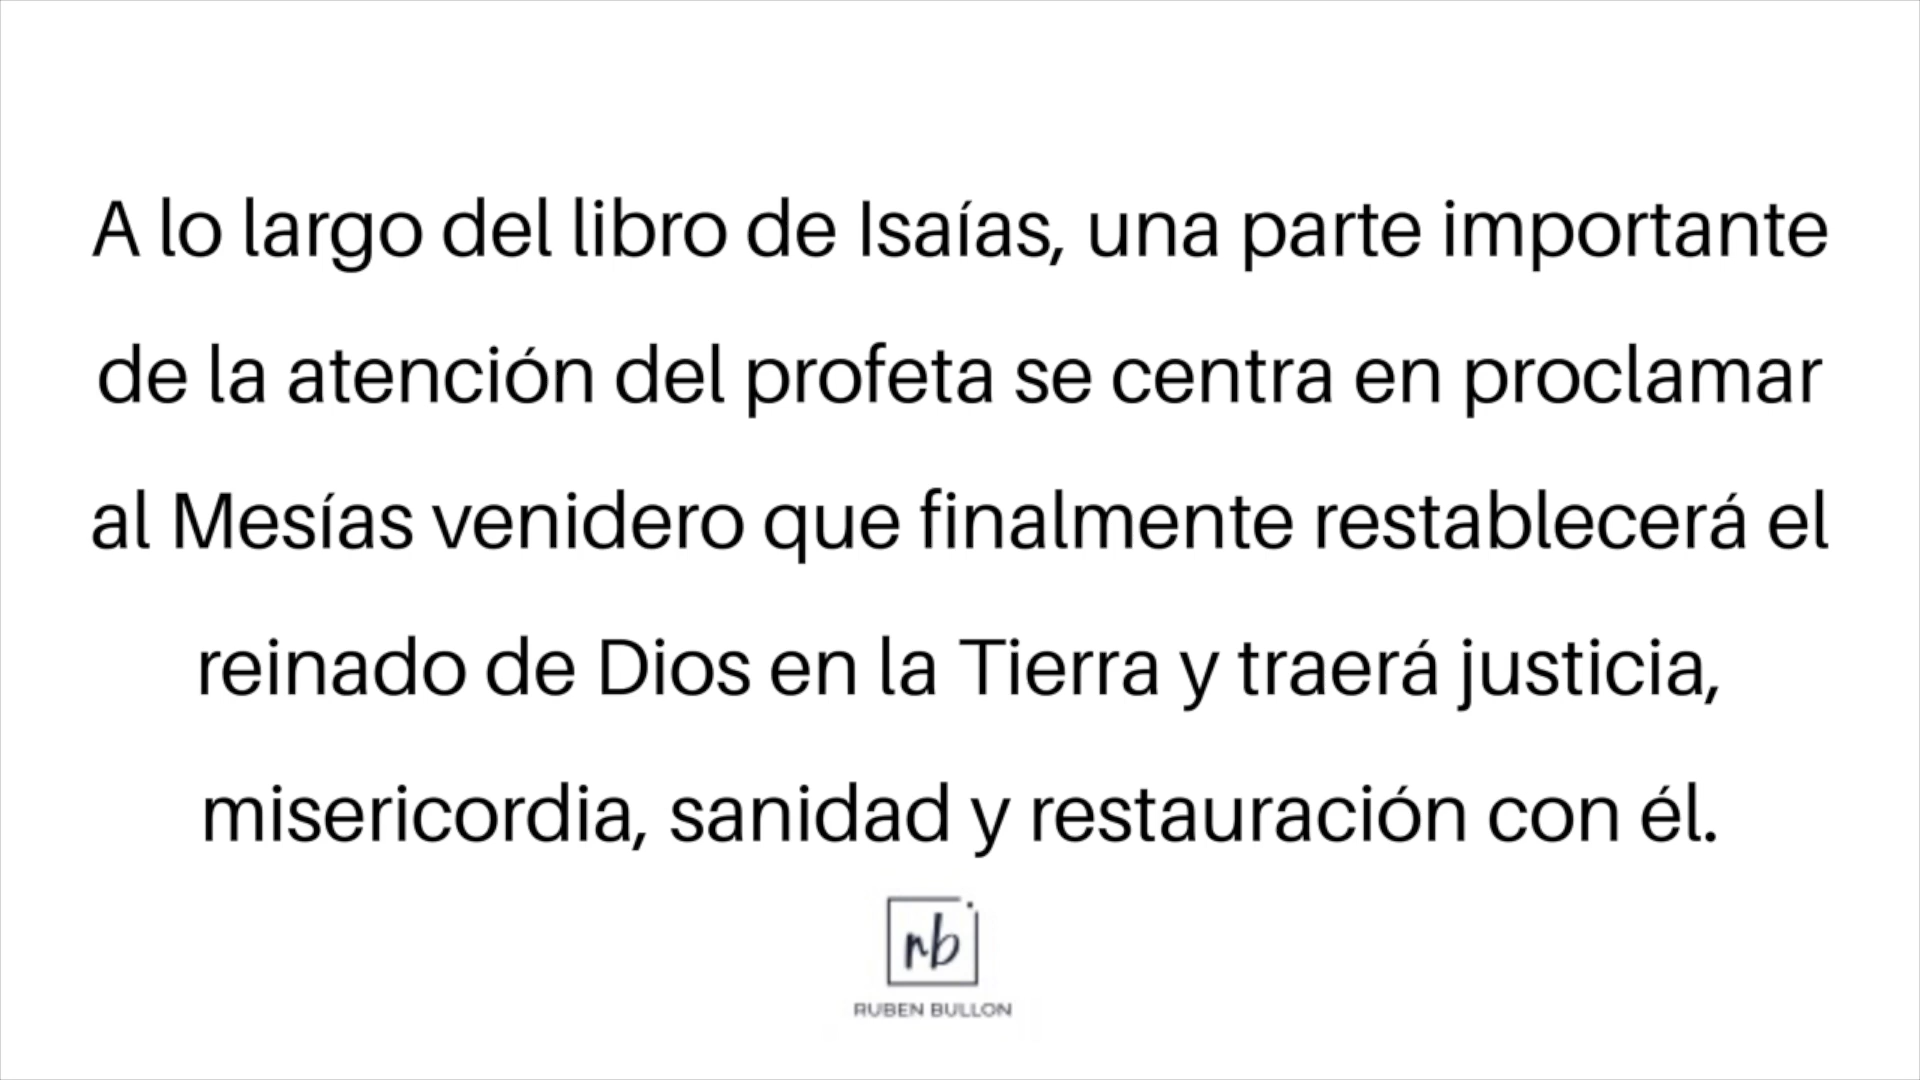 A lo largo del libro de Isaías, una parte importante
de la atención del profeta se centra en proclamar
al Mesías venidero que finalmente restablecerá el
reinado de Dios en la Tierra y traerá justicia,
misericordia, sanidad y restauración con él.
rb
RUBEN BULLON